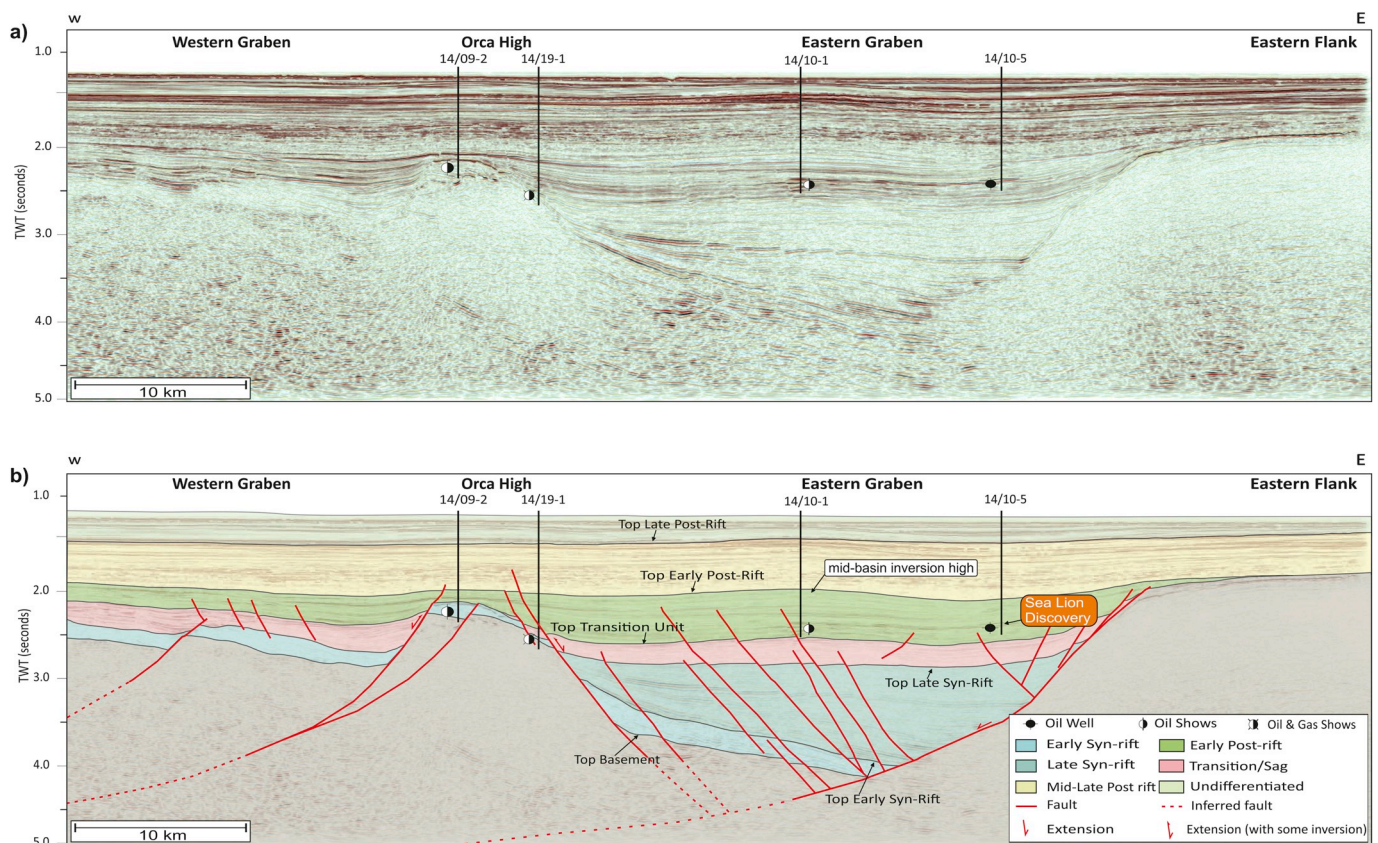 W
E
a)
Western Graben
Orca High
Eastern Graben
Eastern Flank
14/09-2
14/19-1
14/10-1
14/10-5
1.0
2.0
TWT (seconds)
3.0
4.0
5.0
10 km
W
E
b)
Western Graben
Orca High
Eastern Graben
Eastern Flank
14/09-2
14/19-1
14/10-1
14/10-5
1.0
2.0
TWT (seconds)
3.0
4.0
5.0
Top Late Post-Rift
Top Early Post-Rift
mid-basin inversion high
Sea Lion
Discovery
Top Transition Unit
Top Late Syn-Rift
Top Basement
Top Early Syn-Rift
10 km
Oil Well
Oil Shows
Oil & Gas Shows
Early Syn-rift
Early Post-rift
Late Syn-rift
Transition/Sag
Mid-Late Post rift
Undifferentiated
Fault
Inferred fault
Extension
Extension (with some inversion)